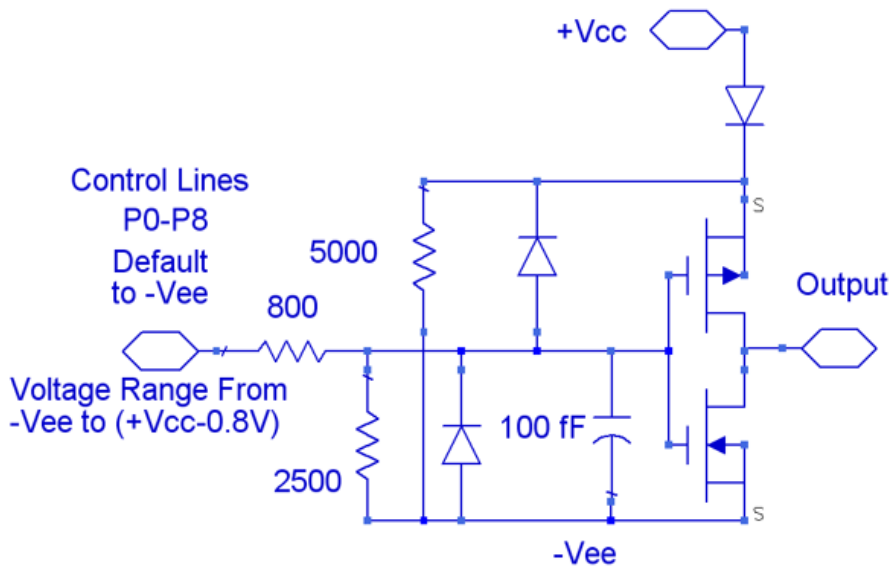 +Vcc
S
Control Lines
P0-P8
Default
to -Vee
5000
800
Output
Voltage Range From
-Vee to (+Vcc-0.8V)
100 fF
2500
S
-Vee